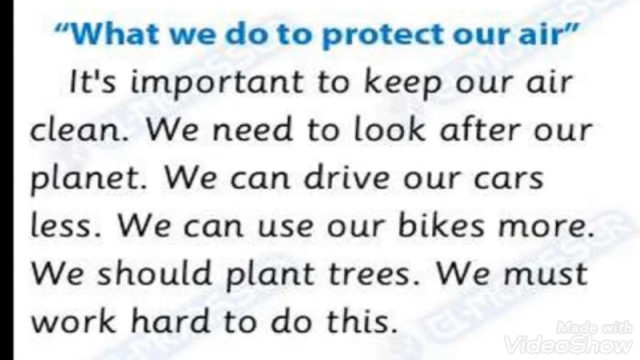 “What we do to protect our air”
It's important to keep our air
clean. We need to look after our
planet. We can drive our cars
less. We can use our bikes more.
We should plant trees. We must
work hard to do this.
Made with
VideoShow